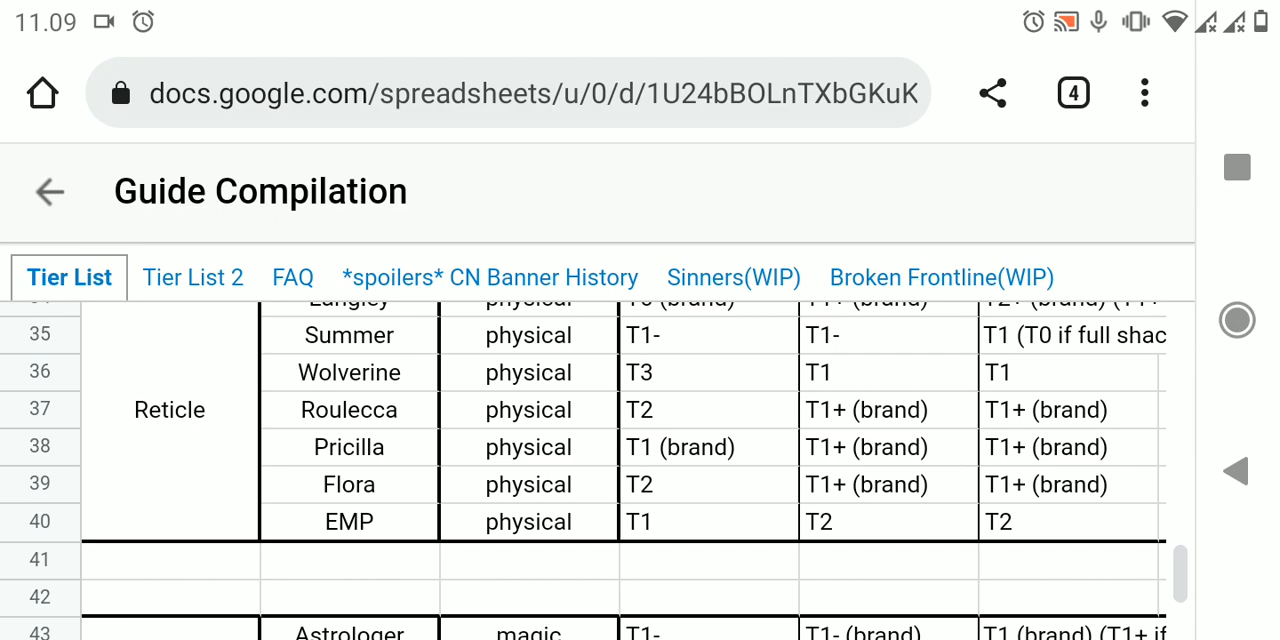 11.09
docs.google.com/spreadsheets/u/0/d/1U24bBOLnTXbGKuK
4
Guide Compilation
Tier List Tier List 2 FAQ *spoilers* CN Banner History Sinners(WIP) Broken Frontline(WIP)
Langley physical
35 Summer physical T1- T1- T1 (T0 if full shac
36 Wolverine physical T3 T1 T1
37 Reticle Roulecca physical T2 T1+ (brand) T1+ (brand)
38 Pricilla physical T1 (brand) T1+ (brand) T1+ (brand)
39 Flora physical T2 T1+ (brand) T1+ (brand)
40 EMP physical T1 T2 T2
41
42
43 Astrologer magic T1- T1- (brand) T1 (brand) (T1+ if